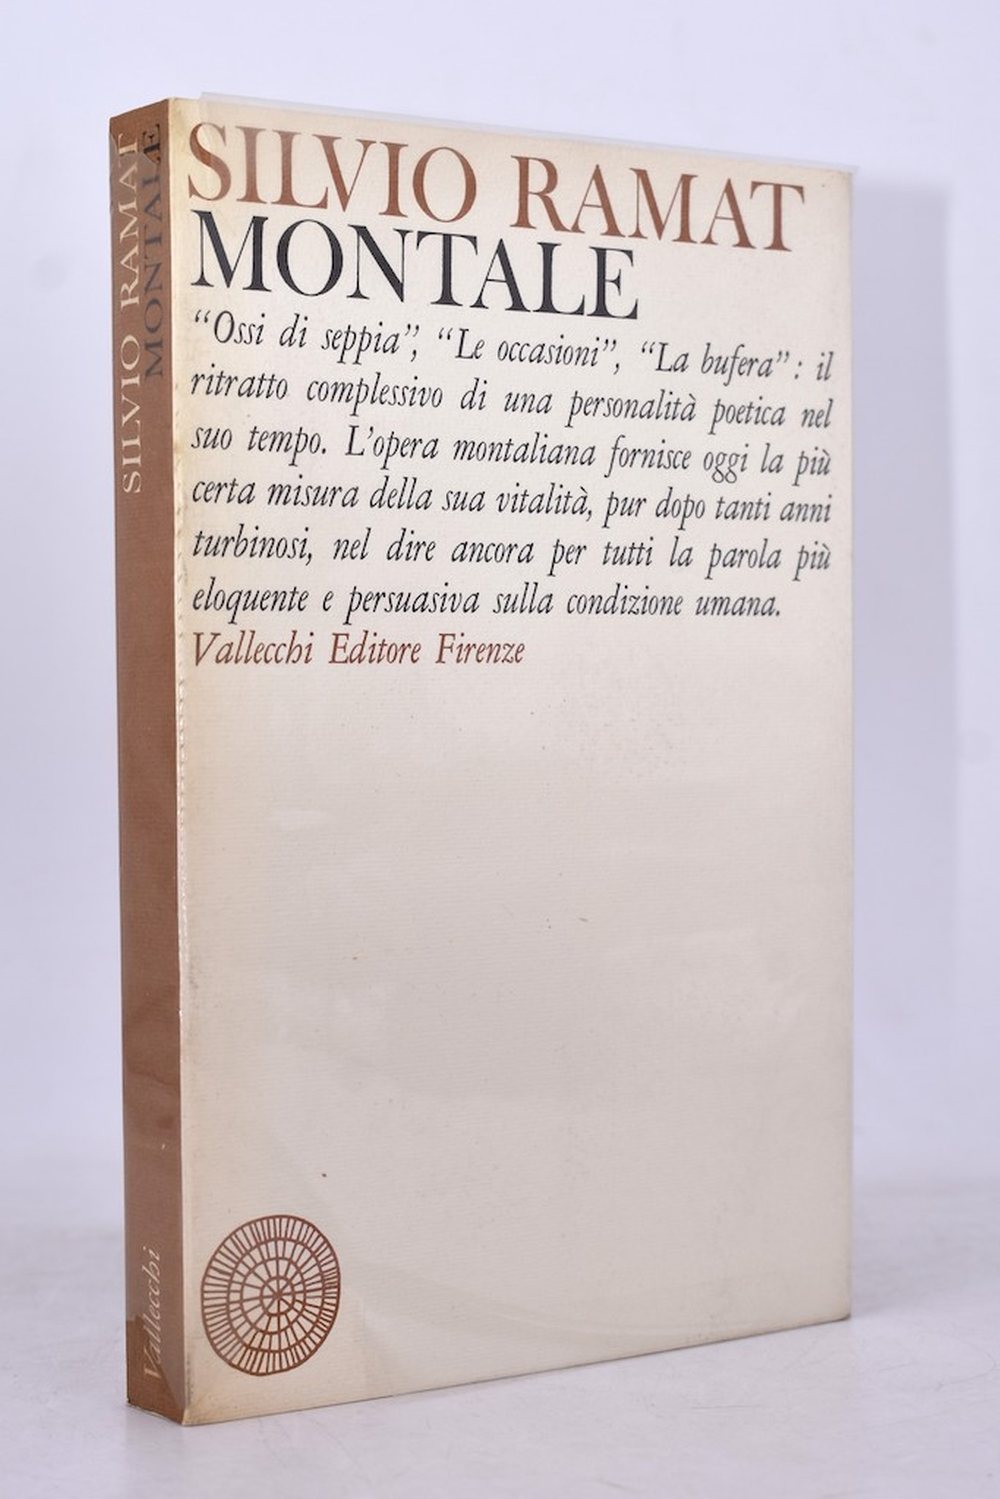 SILVIO RAMAT
MONTALE
“Ossi di seppia”, “Le occasioni”, “La bufera”: il
ritratto complessivo di una personalità poetica nel
suo tempo. L'opera montaliana fornisce oggi la più
certa misura della sua vitalità, pur dopo tanti anni
turbinosi, nel dire ancora per tutti la parola più
eloquente e persuasiva sulla condizione umana.
Vallecchi Editore Firenze
SILVIO RAMAT
MONTALE
Vallecchi